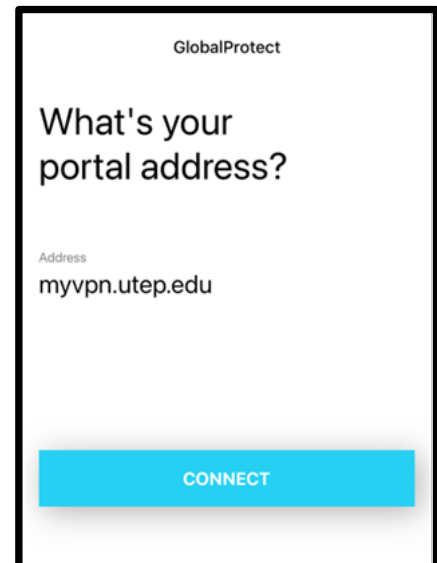 GlobalProtect
What's your
portal address?
Address
myvpn.utep.edu
CONNECT